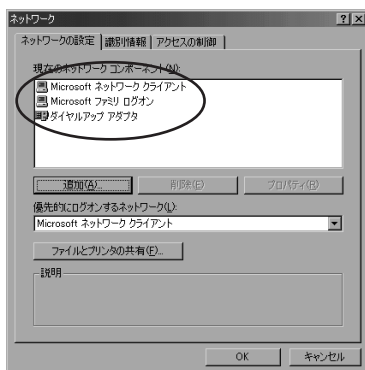 ネットワーク
ネットワークの設定 識別情報 アクセスの制御
現在のネットワーク コンポーネント(N):
Microsoft ネットワーク クライアント
Microsoft ファミリ ログオン
ダイヤルアップ アダプタ
追加(A)... 削除(E) プロパティ(R)
優先的にログオンするネットワーク(L):
Microsoft ネットワーク クライアント
ファイルとプリンタの共有(F)...
説明
OK キャンセル